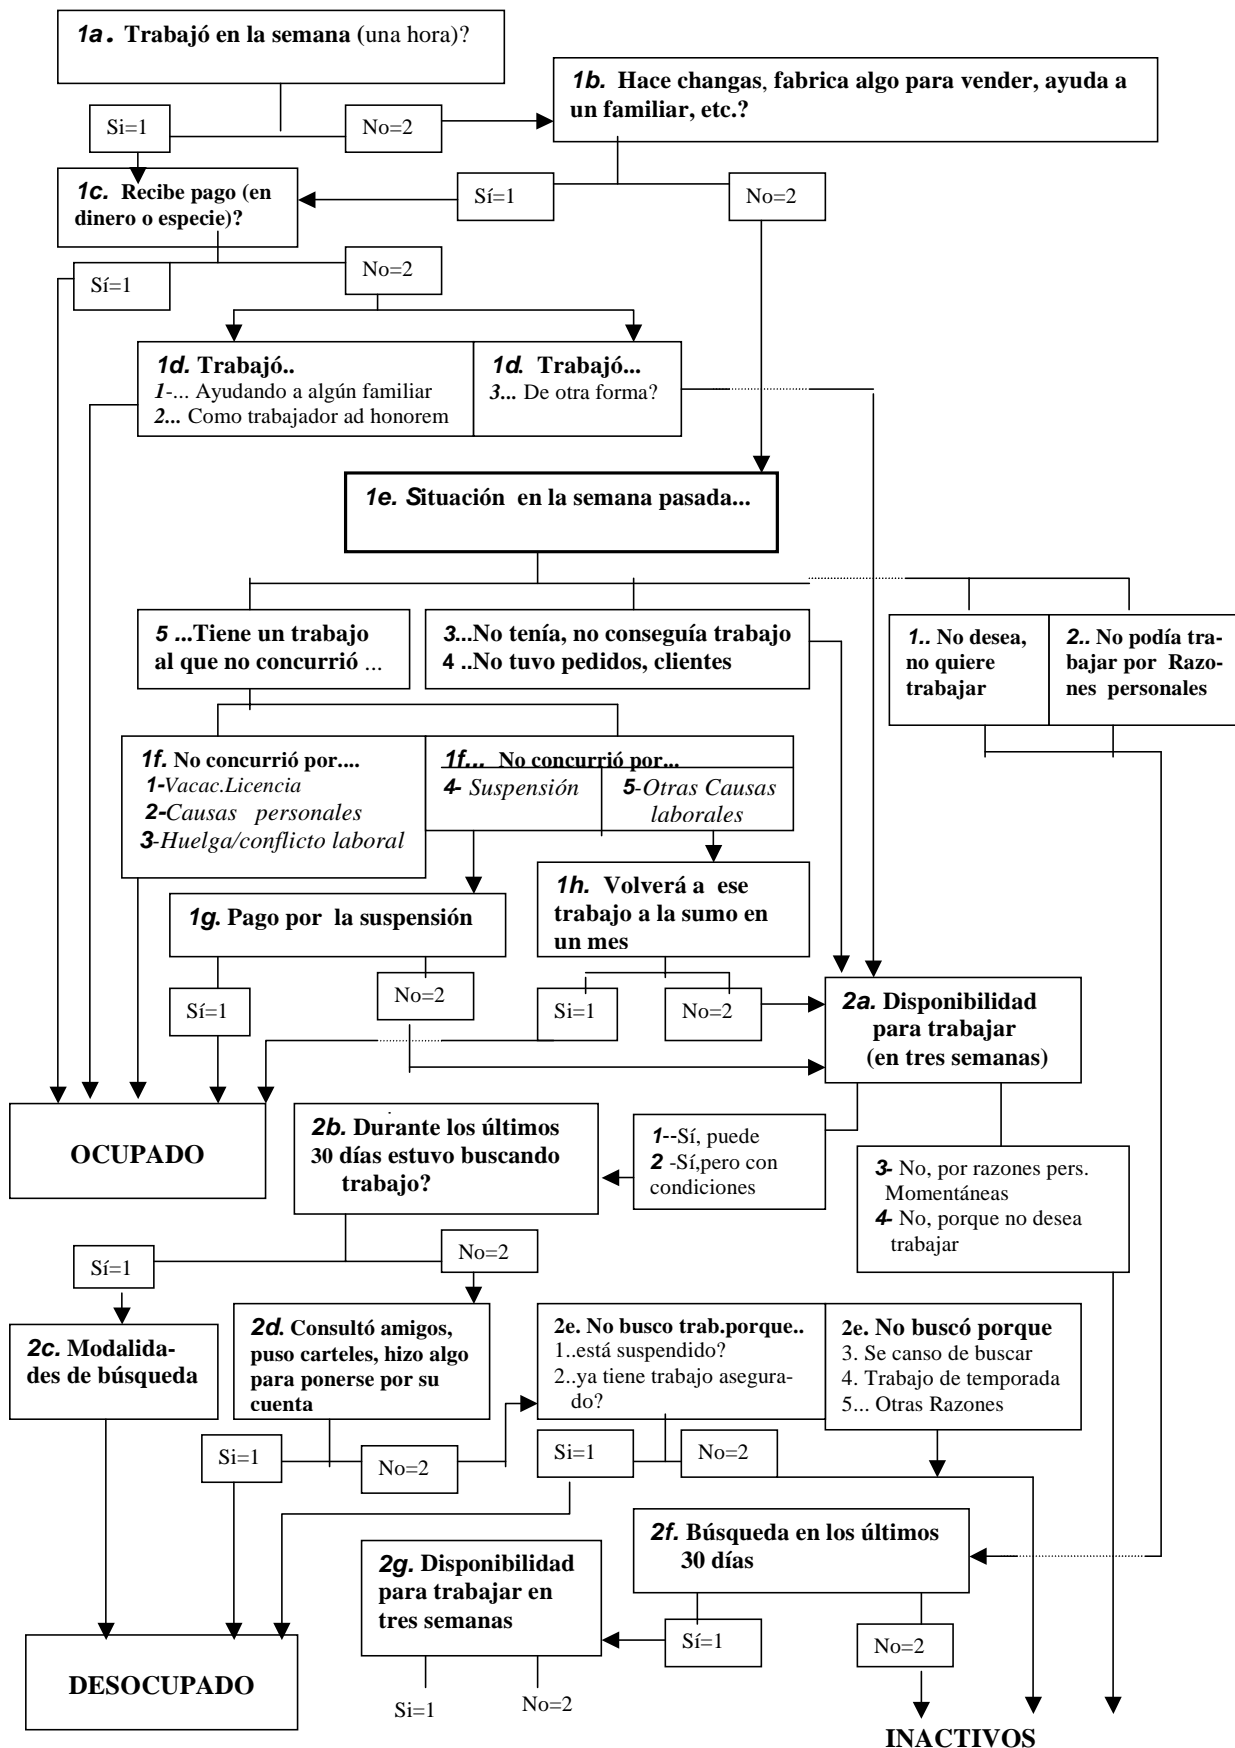 1a. Trabajó en la semana (una hora)?
1b. Hace changas, fabrica algo para vender, ayuda a
un familiar, etc.?
Si=1
No=2
1c. Recibe pago (en
dinero o especie)?
Sí=1
No=2
Sí=1
No=2
1d. Trabajó..
1-... Ayudando a algún familiar
2... Como trabajador ad honorem
1d. Trabajó...
3... De otra forma?
1e. Situación en la semana pasada...
5 ...Tiene un trabajo
al que no concurrió ...
3...No tenía, no conseguía trabajo
4 ..No tuvo pedidos, clientes
1.. No desea,
no quiere
trabajar
2.. No podía tra-
bajar por Razo-
nes personales
1f. No concurrió por....
1-Vacac.Licencia
2-Causas personales
3-Huelga/conflicto laboral
1f... No concurrió por...
4- Suspensión
5-Otras Causas
laborales
1g. Pago por la suspensión
1h. Volverá a ese
trabajo a la sumo en
un mes
Sí=1
No=2
Si=1
No=2
2a. Disponibilidad
para trabajar
(en tres semanas)
OCUPADO
2b. Durante los últimos
30 días estuvo buscando
trabajo?
1--Sí, puede
2 -Sí,pero con
condiciones
3- No, por razones pers.
Momentáneas
4- No, porque no desea
trabajar
Sí=1
No=2
2c. Modalida-
des de búsqueda
2d. Consultó amigos,
puso carteles, hizo algo
para ponerse por su
cuenta
2e. No busco trab.porque..
1..está suspendido?
2..ya tiene trabajo asegura-
do?
2e. No buscó porque
3. Se canso de buscar
4. Trabajo de temporada
5... Otras Razones
Si=1
No=2
Si=1
No=2
2f. Búsqueda en los últimos
30 días
2g. Disponibilidad
para trabajar en
tres semanas
Sí=1
No=2
DESOCUPADO
Si=1
No=2
INACTIVOS